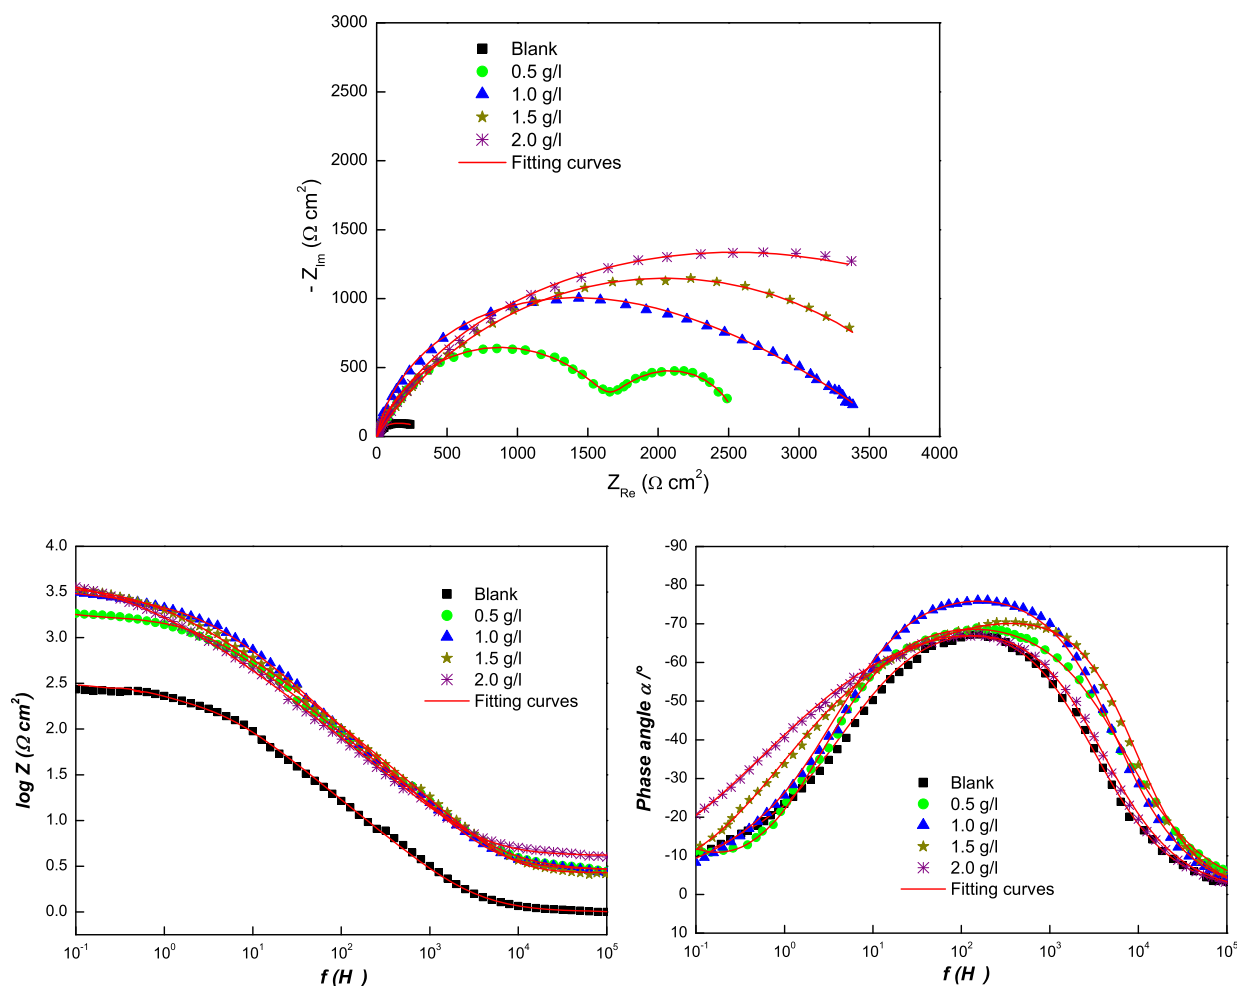 3000
2500
2000
1500
1000
500
0
- Z_Im (Ω cm²)
Blank
0.5 g/l
1.0 g/l
1.5 g/l
2.0 g/l
Fitting curves
0 500 1000 1500 2000 2500 3000 3500 4000
Z_Re (Ω cm²)
4.0
3.5
3.0
2.5
2.0
1.5
1.0
0.5
0.0
log Z (Ω cm²)
Blank
0.5 g/l
1.0 g/l
1.5 g/l
2.0 g/l
Fitting curves
10⁻¹ 10⁰ 10¹ 10² 10³ 10⁴ 10⁵
f (H )
-90
-80
-70
-60
-50
-40
-30
-20
-10
0
10
Phase angle α /°
Blank
0.5 g/l
1.0 g/l
1.5 g/l
2.0 g/l
Fitting curves
10⁻¹ 10⁰ 10¹ 10² 10³ 10⁴ 10⁵
f (H )